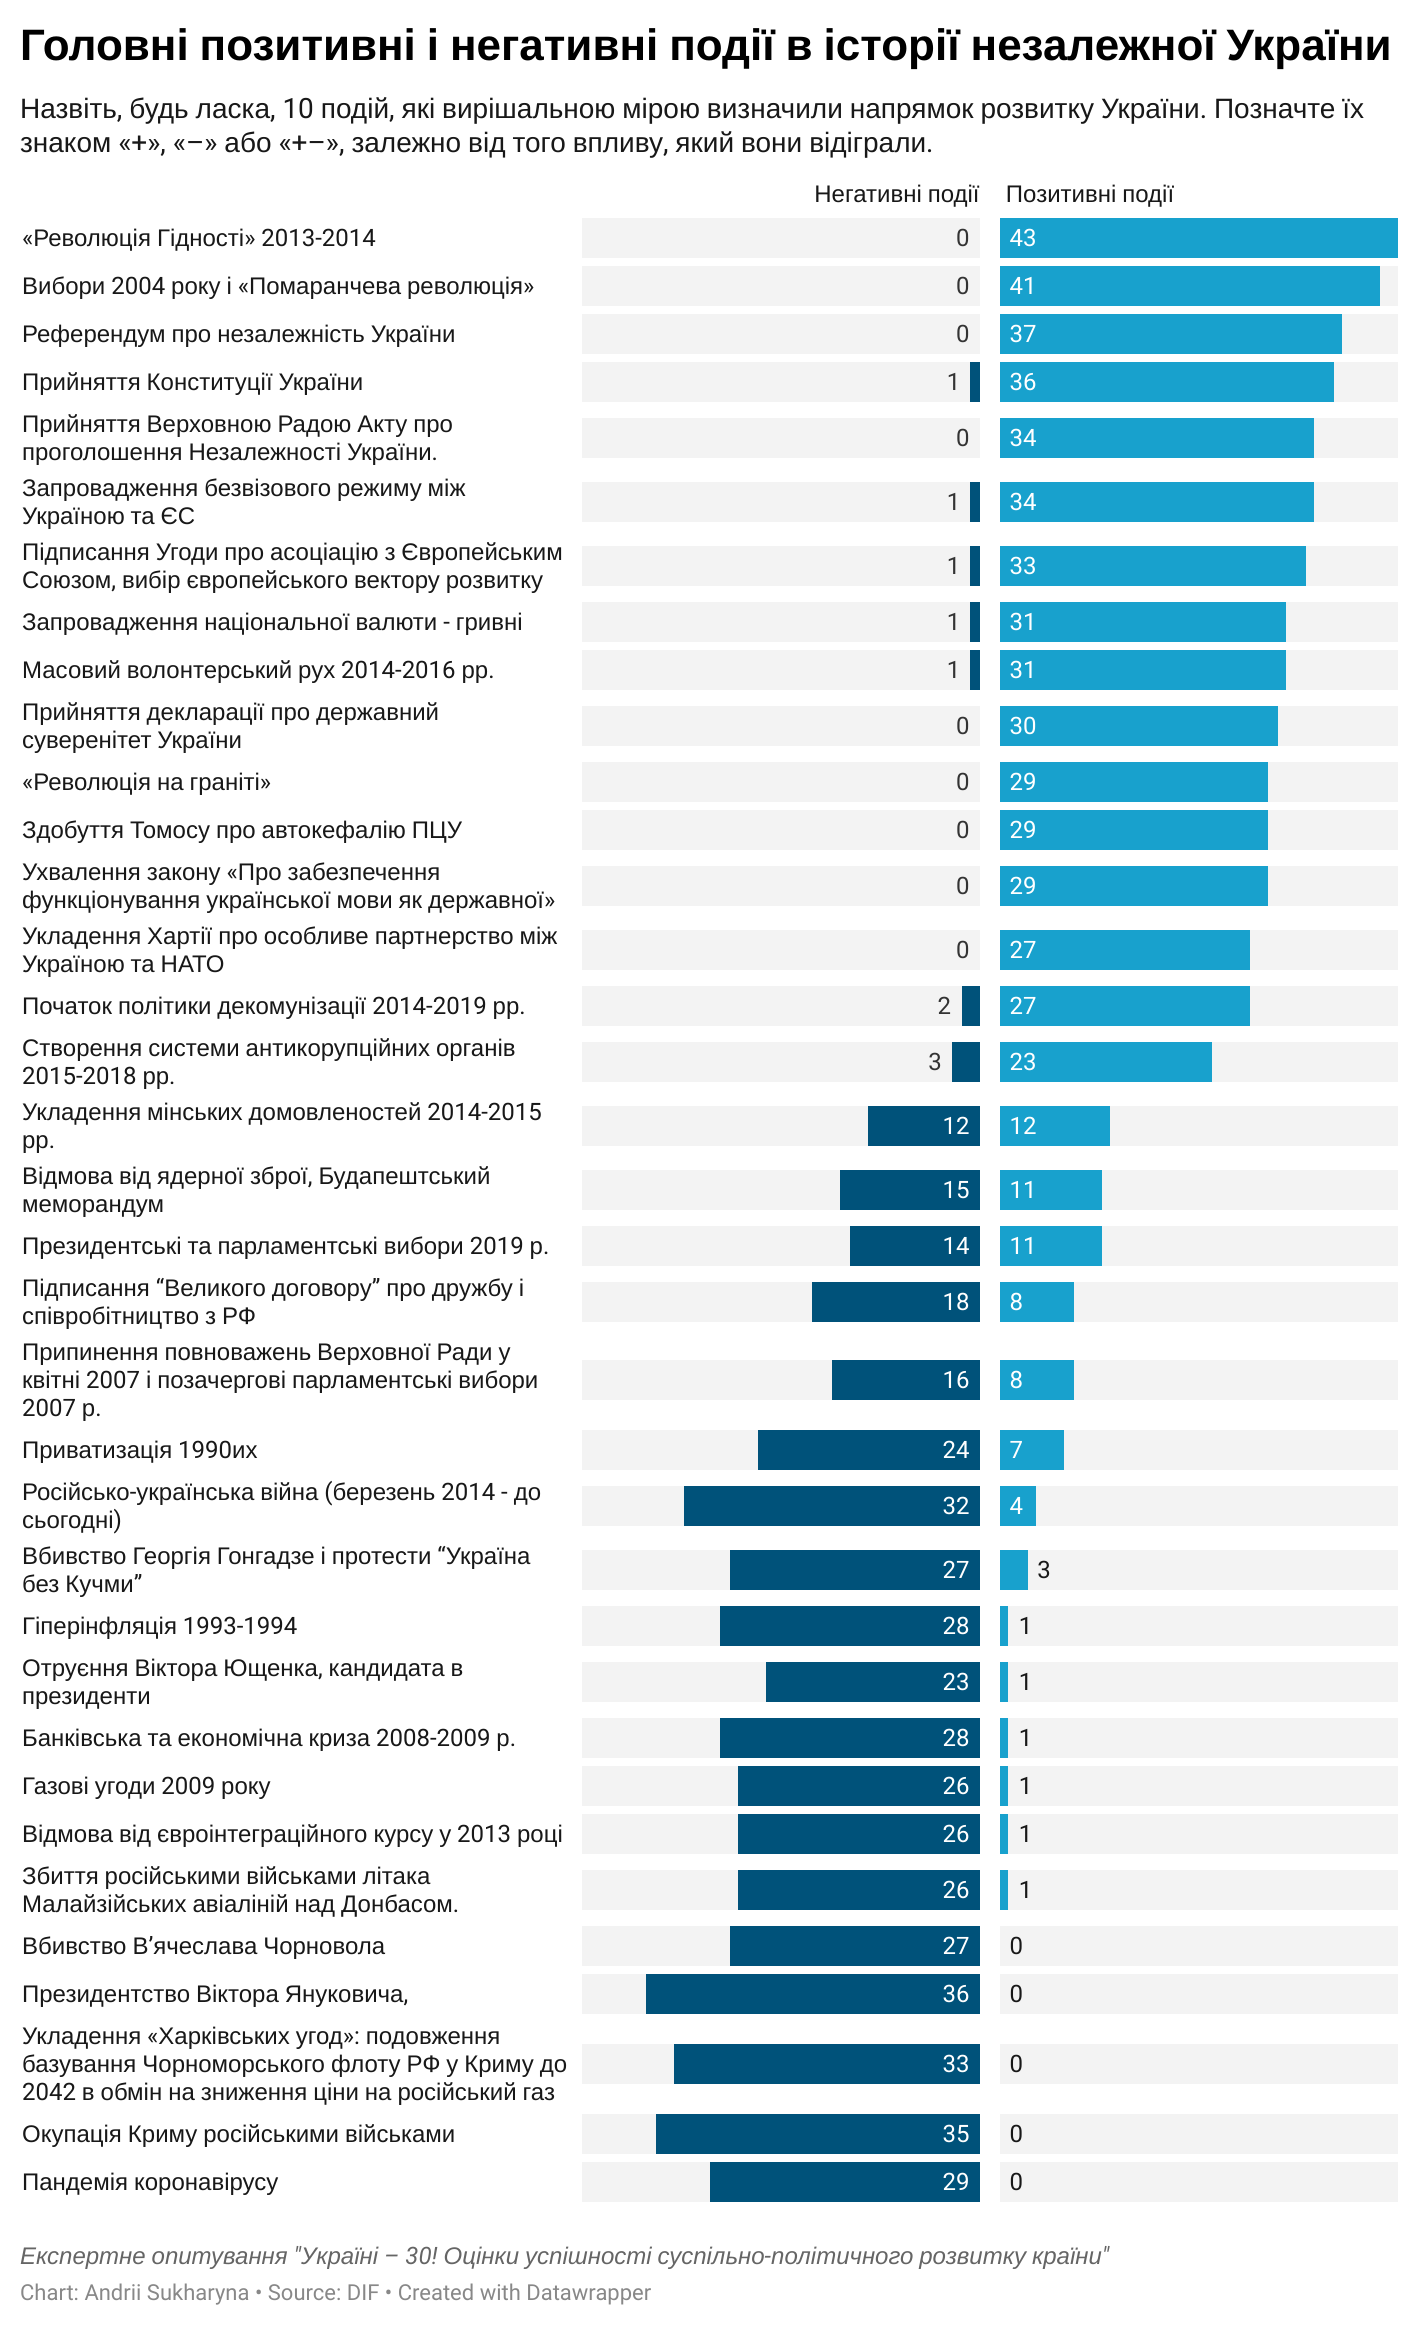 Головні позитивні і негативні події в історії незалежної України
Назвіть, будь ласка, 10 подій, які вирішальною мірою визначили напрямок розвитку України. Позначте їх
знаком «+», «–» або «+–», залежно від того впливу, який вони відіграли.
Негативні події Позитивні події
«Революція Гідності» 2013-2014 0 43
Вибори 2004 року і «Помаранчева революція» 0 41
Референдум про незалежність України 0 37
Прийняття Конституції України 1 36
Прийняття Верховною Радою Акту про
проголошення Незалежності України. 0 34
Запровадження безвізового режиму між
Україною та ЄС 1 34
Підписання Угоди про асоціацію з Європейським
Союзом, вибір європейського вектору розвитку 1 33
Запровадження національної валюти - гривні 1 31
Масовий волонтерський рух 2014-2016 рр. 1 31
Прийняття декларації про державний
суверенітет України 0 30
«Революція на граніті» 0 29
Здобуття Томосу про автокефалію ПЦУ 0 29
Ухвалення закону «Про забезпечення
функціонування української мови як державної» 0 29
Укладення Хартії про особливе партнерство між
Україною та НАТО 0 27
Початок політики декомунізації 2014-2019 рр. 2 27
Створення системи антикорупційних органів
2015-2018 рр. 3 23
Укладення мінських домовленостей 2014-2015
рр. 12 12
Відмова від ядерної зброї, Будапештський
меморандум 15 11
Президентські та парламентські вибори 2019 р. 14 11
Підписання “Великого договору” про дружбу і
співробітництво з РФ 18 8
Припинення повноважень Верховної Ради у
квітні 2007 і позачергові парламентські вибори 16 8
2007 р.
Приватизація 1990их 24 7
Російсько-українська війна (березень 2014 - до
сьогодні) 32 4
Вбивство Георгія Гонгадзе і протести “Україна
без Кучми” 27 3
Гіперінфляція 1993-1994 28 1
Отруєння Віктора Ющенка, кандидата в
президенти 23 1
Банківська та економічна криза 2008-2009 р. 28 1
Газові угоди 2009 року 26 1
Відмова від євроінтеграційного курсу у 2013 році 26 1
Збиття російськими військами літака
Малайзійських авіаліній над Донбасом. 26 1
Вбивство В’ячеслава Чорновола 27 0
Президентство Віктора Януковича, 36 0
Укладення «Харківських угод»: подовження
базування Чорноморського флоту РФ у Криму до 33 0
2042 в обмін на зниження ціни на російський газ
Окупація Криму російськими військами 35 0
Пандемія коронавірусу 29 0
Експертне опитування "Україні – 30! Оцінки успішності суспільно-політичного розвитку країни"
Chart: Andrii Sukharyna • Source: DIF • Created with Datawrapper